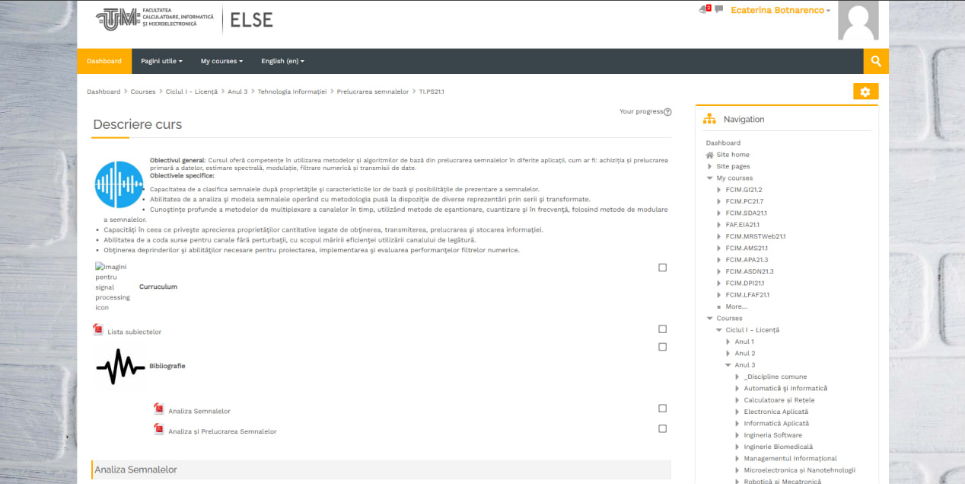 UTM FACULTATEA
CALCULATOARE, INFORMATICĂ
ȘI MICROELECTRONICĂ
ELSE
2
Ecaterina Botnarenco
Dashboard Pagini utile My courses English (en)
Dashboard > Courses > Ciclul I - Licență > Anul 3 > Tehnologia Informației > Prelucrarea semnalelor > TI.PS21.1
Your progress
Descriere curs
Obiectivul general: Cursul oferă competențe în utilizarea metodelor și algoritmilor de bază din prelucrarea semnalelor în diferite aplicații, cum ar fi: achiziția și prelucrarea
primară a datelor, estimare spectrală, modulație, filtrare numerică și transmisii de date.
Obiectivele specifice:
• Capacitatea de a clasifica semnalele după proprietățile și caracteristicile lor de bază și posibilitățile de prezentare a semnalelor.
• Abilitatea de a analiza și modela semnalele operând cu metodologia pusă la dispoziție de diverse reprezentări prin serii și transformate.
• Cunoștințe profunde a metodelor de multiplexare a canalelor în timp, utilizând metode de eșantionare, cuantizare și în frecvență, folosind metode de modulare
a semnalelor.
• Capacități în ceea ce privește aprecierea proprietăților cantitative legate de obținerea, transmiterea, prelucrarea și stocarea informației.
• Abilitatea de a coda surse pentru canale fără perturbații, cu scopul măririi eficienței utilizării canalului de legătură.
• Obținerea deprinderilor și abilităților necesare pentru proiectarea, implementarea și evaluarea performanțelor filtrelor numerice.
Imagini
pentru
signal
processing
icon
Curruculum
Lista subiectelor
Bibliografie
Analiza Semnalelor
Analiza și Prelucrarea Semnalelor
Analiza Semnalelor
Navigation
Dashboard
Site home
Site pages
My courses
FCIM.GI21.2
FCIM.PC21.7
FCIM.SDA21.1
FAF.EIA21.1
FCIM.MRSTWeb21.1
FCIM.AMS21.1
FCIM.APA21.3
FCIM.ASDN21.3
FCIM.DPI21.1
FCIM.LFAF21.1
More...
Courses
Ciclul I - Licență
Anul 1
Anul 2
Anul 3
_Discipline comune
Automatică și Informatică
Calculatoare și Rețele
Electronica Aplicată
Informatică Aplicată
Ingineria Software
Inginerie Biomedicală
Managementul Informațional
Microelectronica și Nanotehnologii
Robotică și Mecatronică